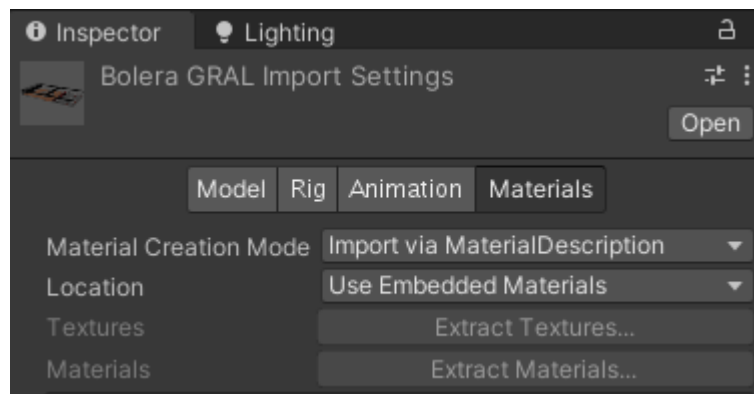 Inspector Lighting
Bolera GRAL Import Settings
Open
Model Rig Animation Materials
Material Creation Mode Import via MaterialDescription
Location Use Embedded Materials
Textures Extract Textures...
Materials Extract Materials...